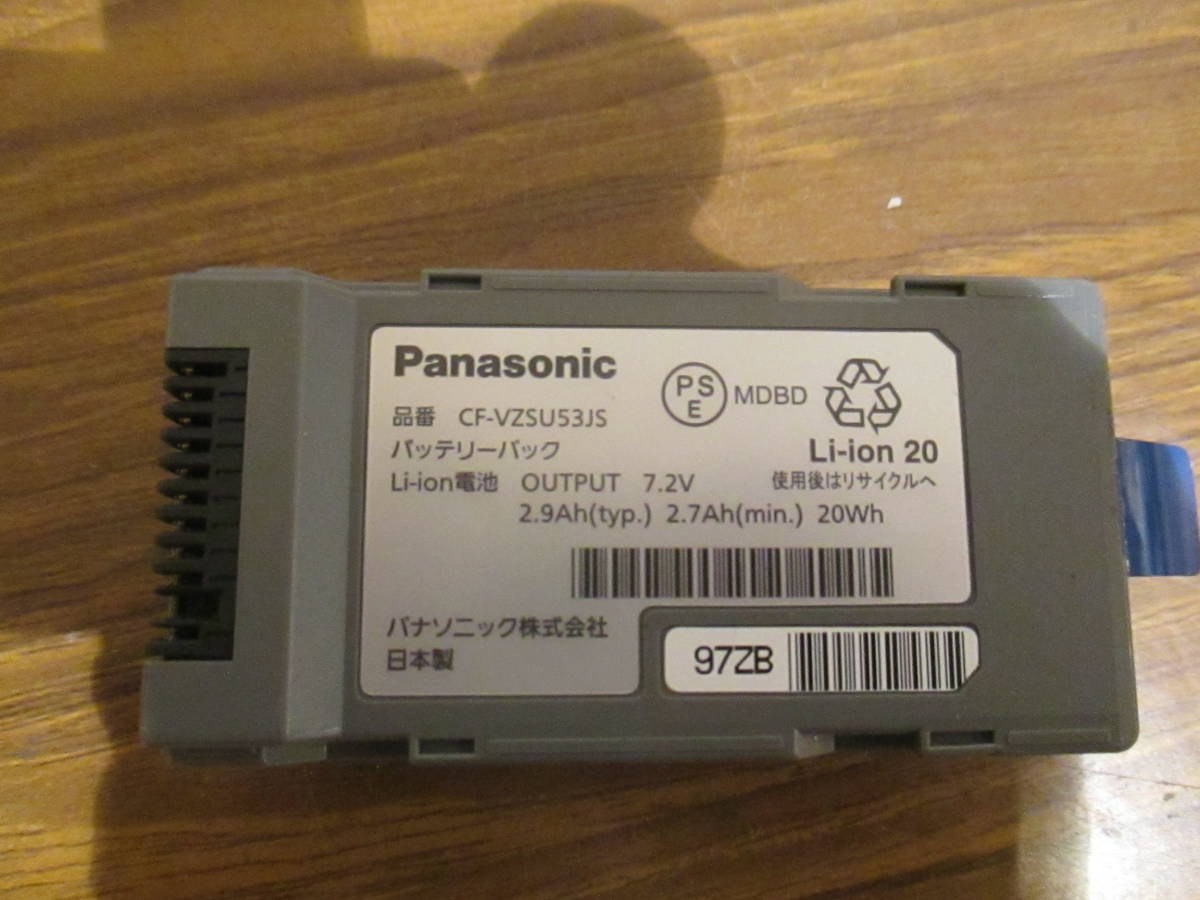 Panasonic
PS
E
MDBD
品番 CF-VZSU53JS
バッテリーパック
Li-ion 20
Li-ion電池 OUTPUT 7.2V
使用後はリサイクルへ
2.9Ah(typ.) 2.7Ah(min.) 20Wh
パナソニック株式会社
日本製
97ZB